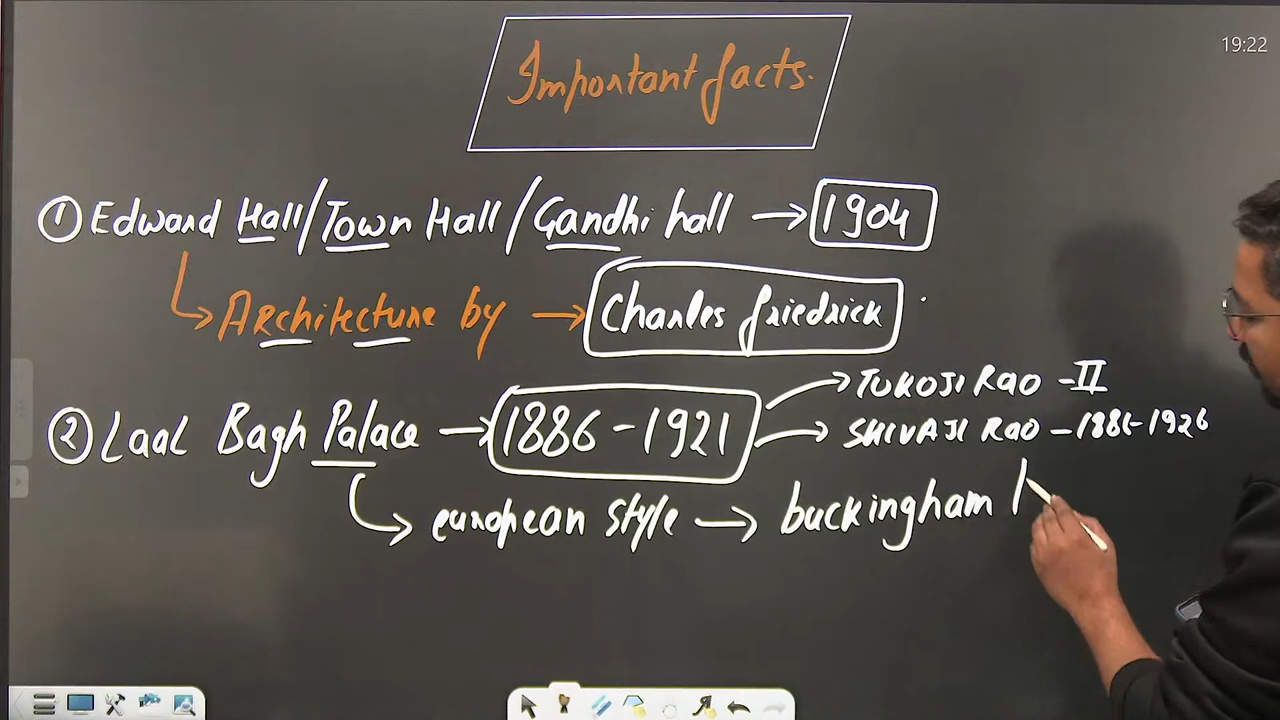 19:22
Important facts.
① Edward Hall/Town Hall/Gandhi hall → 1904
Architecture by → Charles friedrick
② Laal Bagh Palace → 1886-1921
→ TUKOJI Rao - II
→ SHIVAJI Rao - 1886-1926
→ european style → buckingham